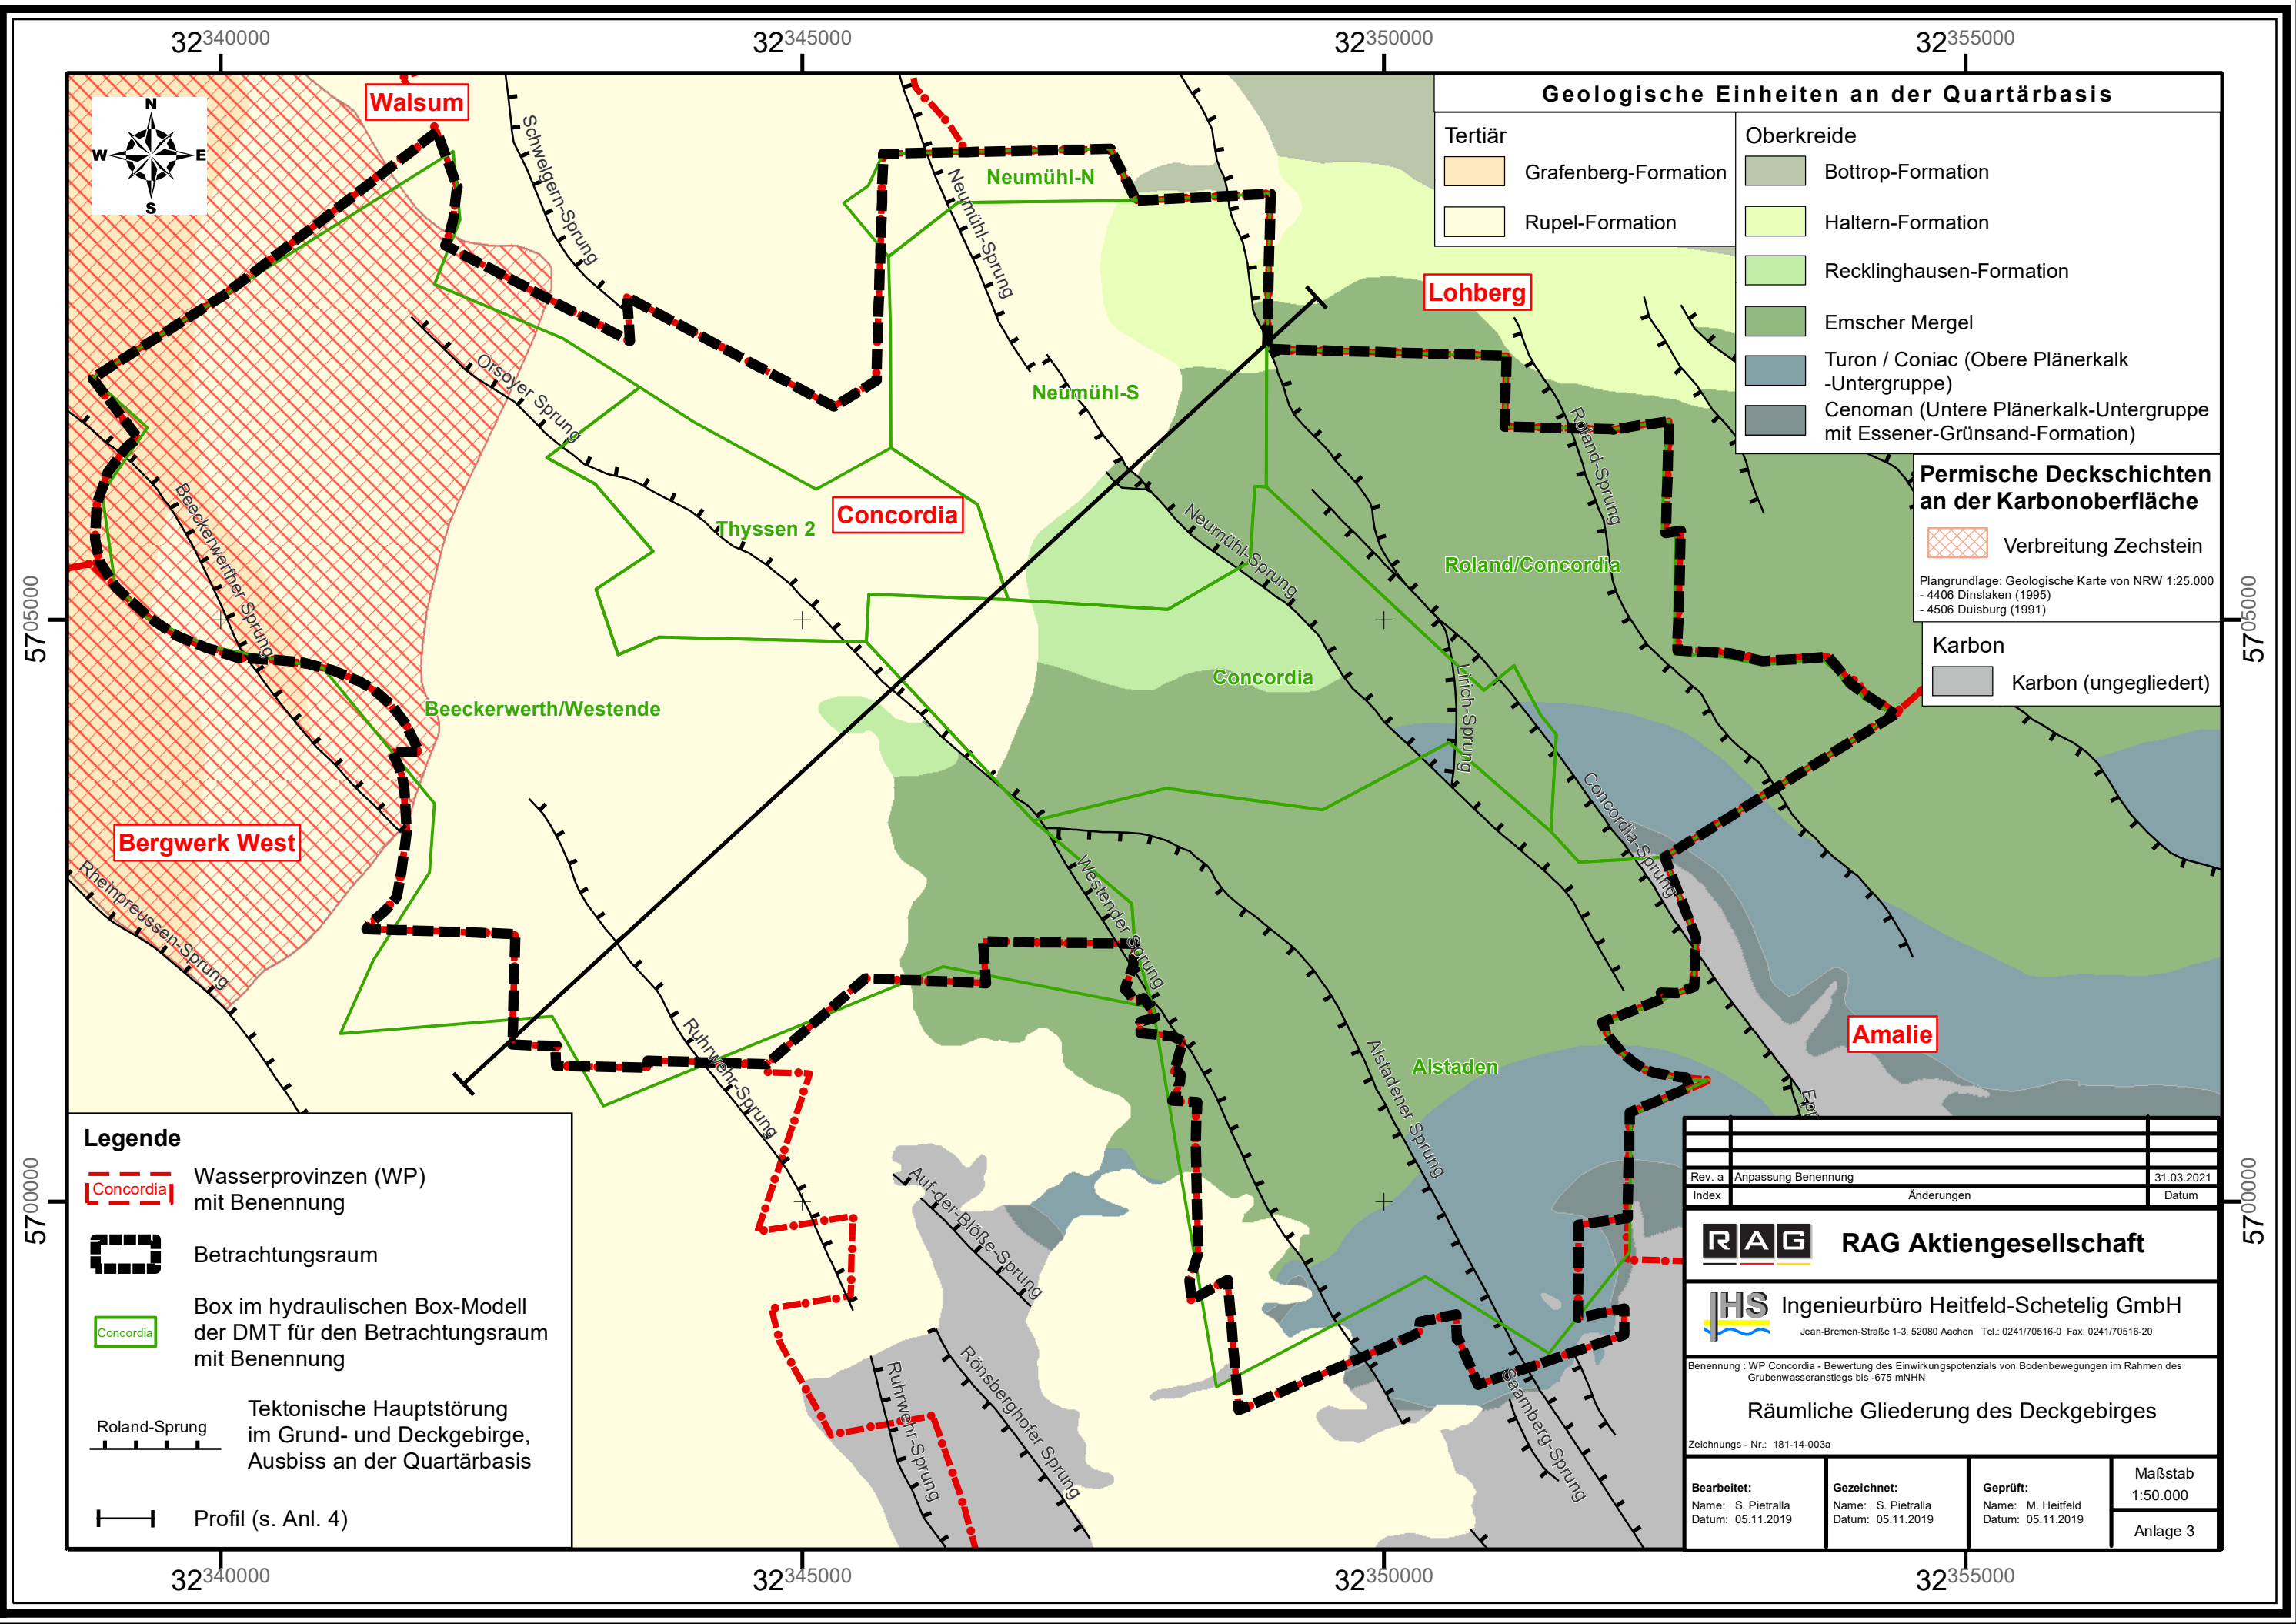 32340000
32345000
32350000
32355000
5705000
5700000
5705000
5700000
32340000
32345000
32350000
32355000
N
W
E
S
Walsum
Lohberg
Concordia
Bergwerk West
Amalie
Neumühl-N
Neumühl-S
Thyssen 2
Roland/Concordia
Concordia
Beeckerwerth/Westende
Alstaden
Schwelgern-Sprung
Neumühl-Sprung
Orsoyer Sprung
Roland-Sprung
Beeckerwerther Sprung
Neumühl-Sprung
Lirich-Sprung
Concordia-Sprung
Rheinpreussen-Sprung
Westender Sprung
Ruhrwehr-Sprung
Alstadener Sprung
Epp
Auf-der-Blöße-Sprung
Rönsberghofer Sprung
Ruhrwehr-Sprung
Saarnberg-Sprung
Geologische Einheiten an der Quartärbasis
Tertiär
Grafenberg-Formation
Rupel-Formation
Oberkreide
Bottrop-Formation
Haltern-Formation
Recklinghausen-Formation
Emscher Mergel
Turon / Coniac (Obere Plänerkalk
-Untergruppe)
Cenoman (Untere Plänerkalk-Untergruppe
mit Essener-Grünsand-Formation)
Permische Deckschichten
an der Karbonoberfläche
Verbreitung Zechstein
Plangrundlage: Geologische Karte von NRW 1:25.000
- 4406 Dinslaken (1995)
- 4506 Duisburg (1991)
Karbon
Karbon (ungegliedert)
Legende
Concordia
Wasserprovinzen (WP)
mit Benennung
Betrachtungsraum
Concordia
Box im hydraulischen Box-Modell
der DMT für den Betrachtungsraum
mit Benennung
Roland-Sprung
Tektonische Hauptstörung
im Grund- und Deckgebirge,
Ausbiss an der Quartärbasis
Profil (s. Anl. 4)
Rev. a Anpassung Benennung 31.03.2021
Index Änderungen Datum
RAG RAG Aktiengesellschaft
IHS Ingenieurbüro Heitfeld-Schetelig GmbH
Jean-Bremen-Straße 1-3, 52080 Aachen Tel.: 0241/70516-0 Fax: 0241/70516-20
Benennung : WP Concordia - Bewertung des Einwirkungspotenzials von Bodenbewegungen im Rahmen des
Grubenwasseranstiegs bis -675 mNHN
Räumliche Gliederung des Deckgebirges
Zeichnungs - Nr.: 181-14-003a
Bearbeitet:
Name: S. Pietralla
Datum: 05.11.2019
Gezeichnet:
Name: S. Pietralla
Datum: 05.11.2019
Geprüft:
Name: M. Heitfeld
Datum: 05.11.2019
Maßstab
1:50.000
Anlage 3